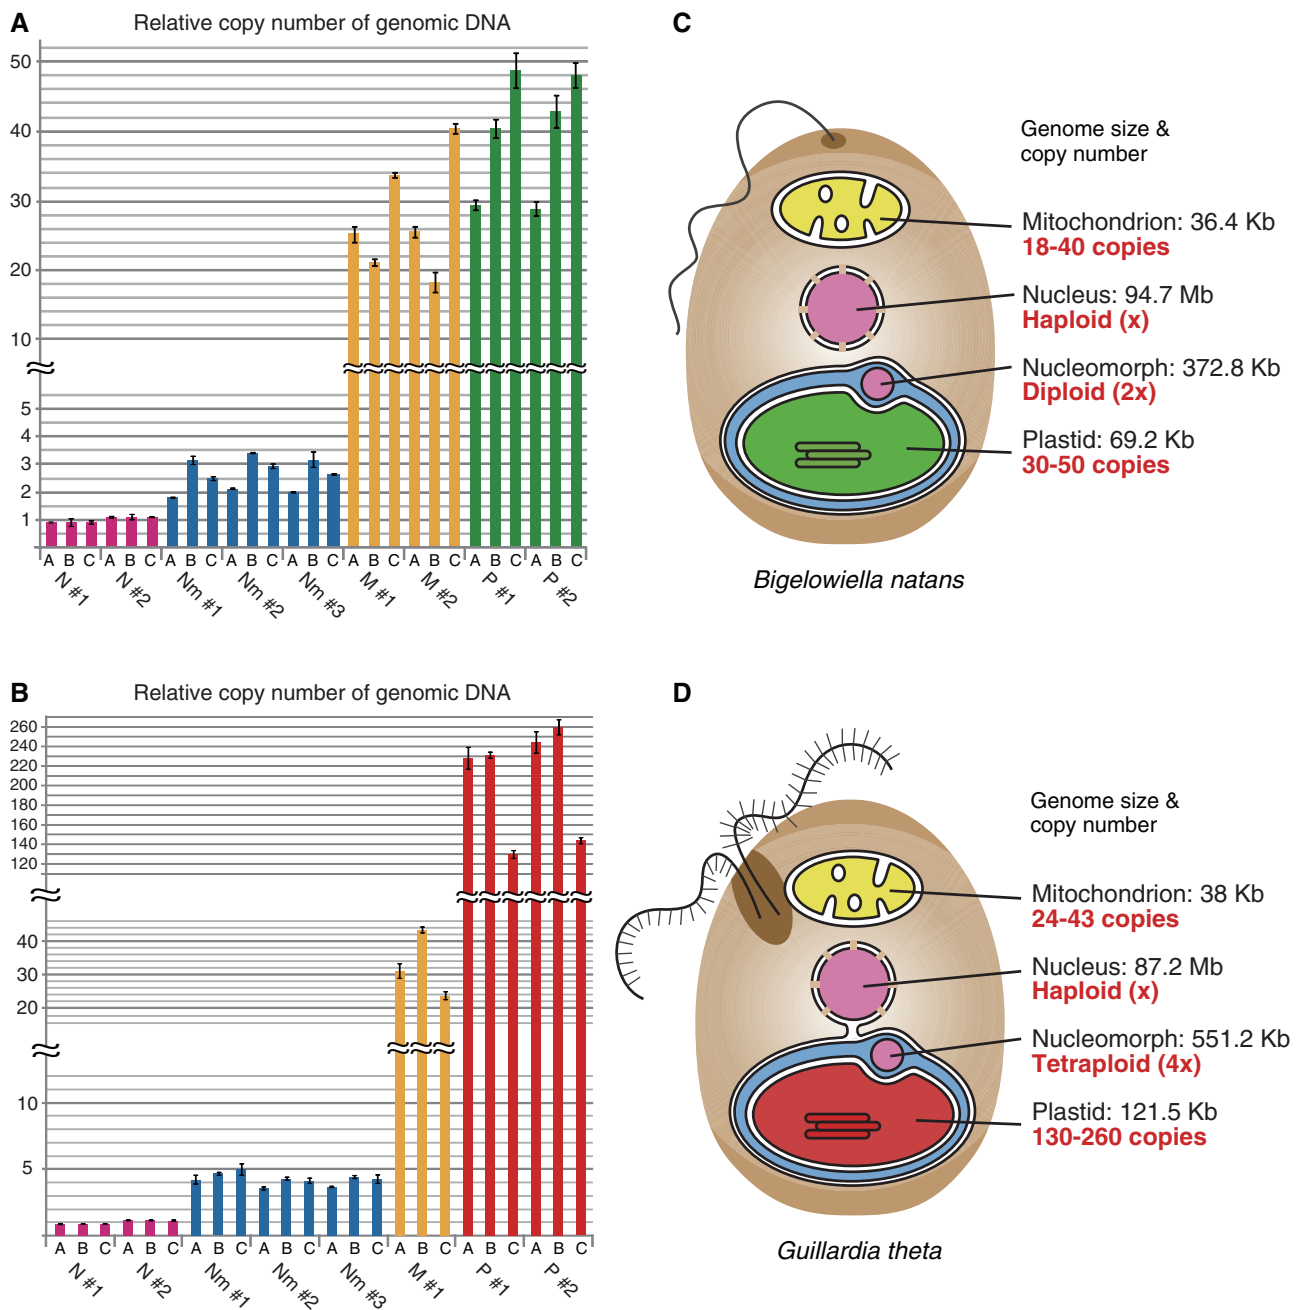 A
Relative copy number of genomic DNA
50
40
30
20
10
5
4
3
2
1
A B C A B C A B C A B C A B C A B C A B C A B C A B C
N #1 N #2 Nm #1 Nm #2 Nm #3 M #1 M #2 P #1 P #2
C
Genome size &
copy number
Mitochondrion: 36.4 Kb
18-40 copies
Nucleus: 94.7 Mb
Haploid (x)
Nucleomorph: 372.8 Kb
Diploid (2x)
Plastid: 69.2 Kb
30-50 copies
Bigelowiella natans
B
Relative copy number of genomic DNA
260
240
220
200
180
160
140
120
40
30
20
10
5
A B C A B C A B C A B C A B C A B C A B C A B C
N #1 N #2 Nm #1 Nm #2 Nm #3 M #1 P #1 P #2
D
Genome size &
copy number
Mitochondrion: 38 Kb
24-43 copies
Nucleus: 87.2 Mb
Haploid (x)
Nucleomorph: 551.2 Kb
Tetraploid (4x)
Plastid: 121.5 Kb
130-260 copies
Guillardia theta